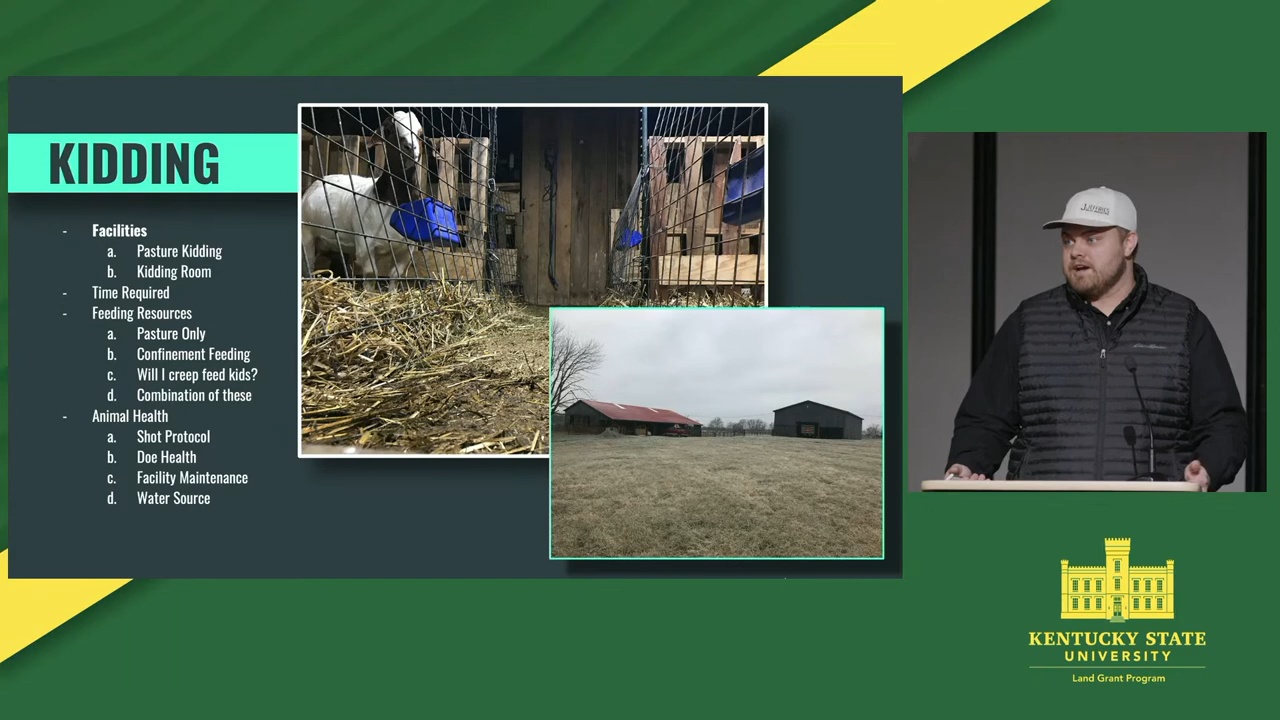 KIDDING
- Facilities
a. Pasture Kidding
b. Kidding Room
- Time Required
- Feeding Resources
a. Pasture Only
b. Confinement Feeding
c. Will I creep feed kids?
d. Combination of these
- Animal Health
a. Shot Protocol
b. Doe Health
c. Facility Maintenance
d. Water Source
KENTUCKY STATE
UNIVERSITY
Land Grant Program